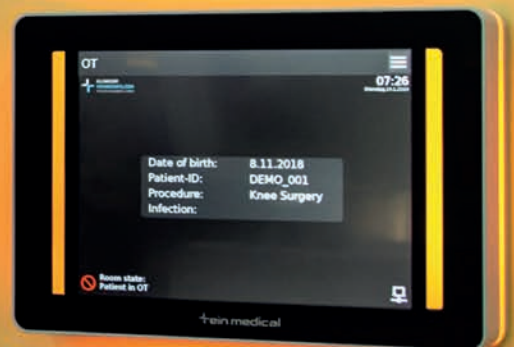 OT
07:26
Date of birth: 8.11.2018
Patient-ID: DEMO_001
Procedure: Knee Surgery
Infection:
Room state:
Patient in OT
rein medical